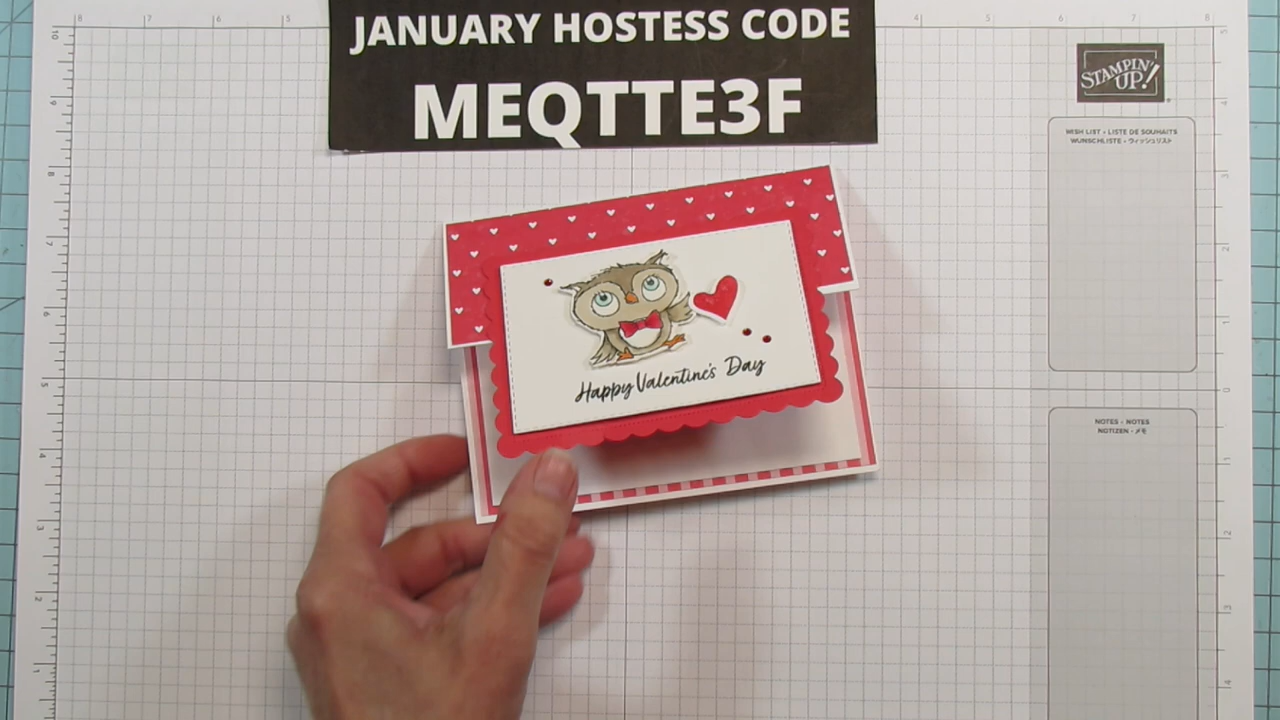 JANUARY HOSTESS CODE
MEQTTE3F
STAMPIN' UP!
WISH LIST • LISTE DE SOUHAITS
WUNSCHLISTE • ウィッシュリスト
Happy Valentine's Day
NOTES • NOTES
NOTIZEN • メモ